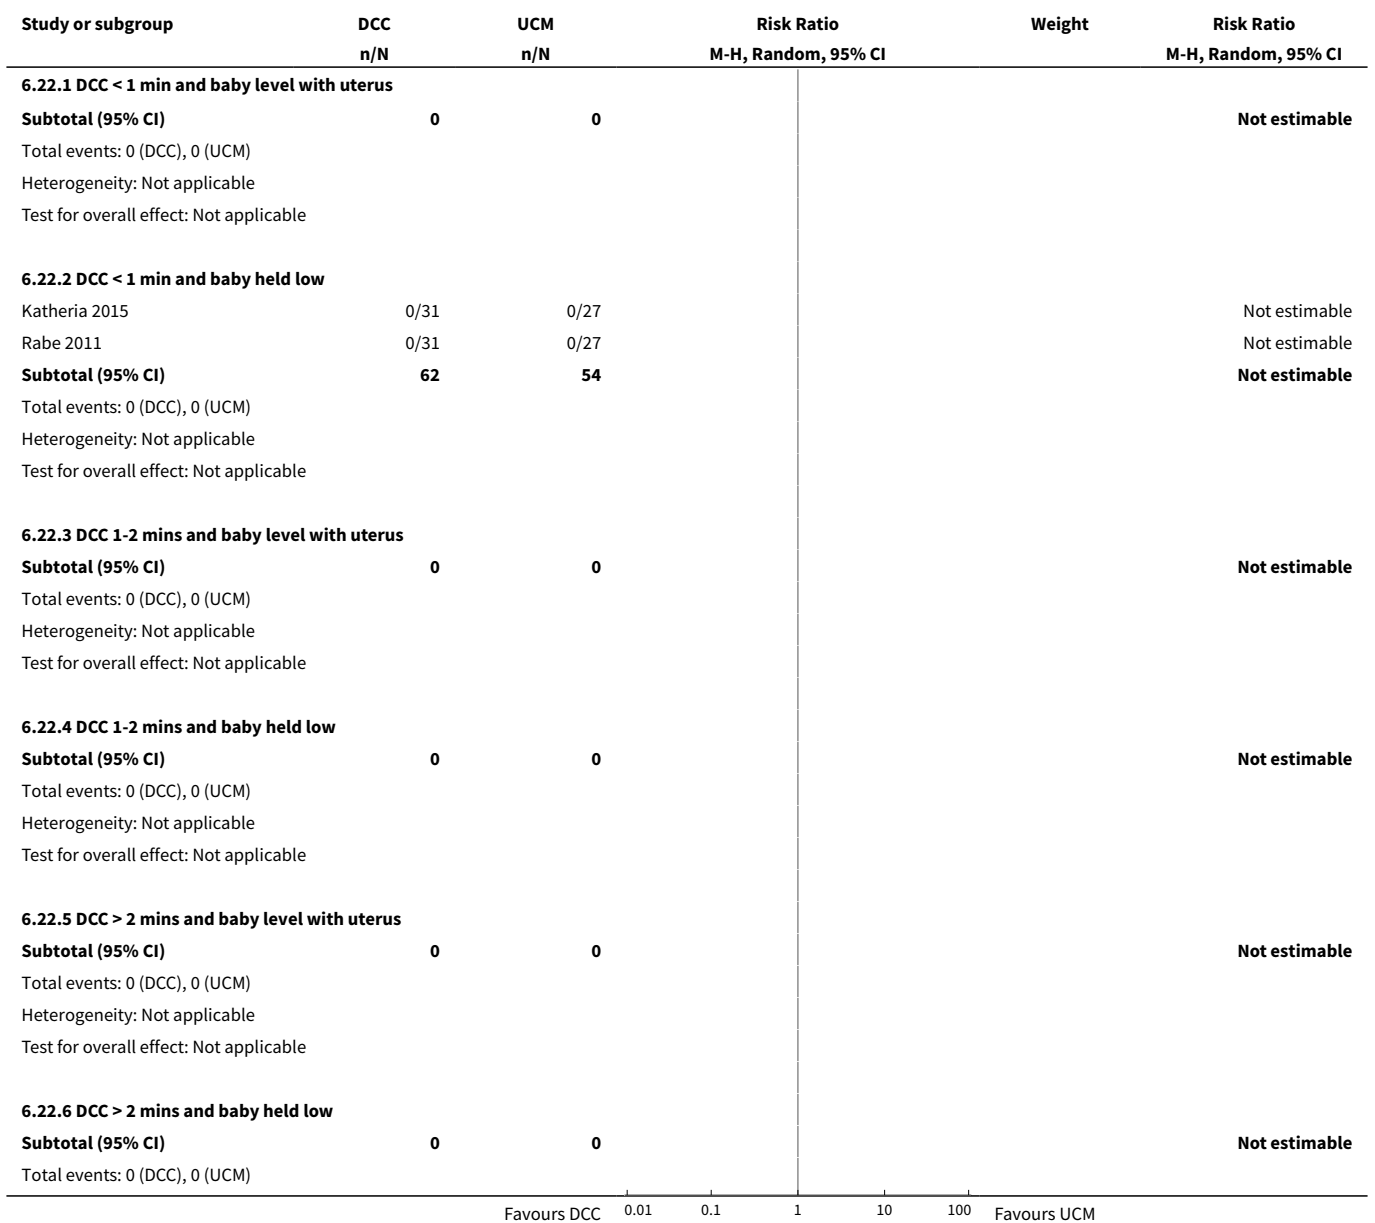 Study or subgroup DCC UCM Risk Ratio Weight Risk Ratio
n/N n/N M-H, Random, 95% CI M-H, Random, 95% CI
6.22.1 DCC < 1 min and baby level with uterus
Subtotal (95% CI) 0 0 Not estimable
Total events: 0 (DCC), 0 (UCM)
Heterogeneity: Not applicable
Test for overall effect: Not applicable
6.22.2 DCC < 1 min and baby held low
Katheria 2015 0/31 0/27 Not estimable
Rabe 2011 0/31 0/27 Not estimable
Subtotal (95% CI) 62 54 Not estimable
Total events: 0 (DCC), 0 (UCM)
Heterogeneity: Not applicable
Test for overall effect: Not applicable
6.22.3 DCC 1-2 mins and baby level with uterus
Subtotal (95% CI) 0 0 Not estimable
Total events: 0 (DCC), 0 (UCM)
Heterogeneity: Not applicable
Test for overall effect: Not applicable
6.22.4 DCC 1-2 mins and baby held low
Subtotal (95% CI) 0 0 Not estimable
Total events: 0 (DCC), 0 (UCM)
Heterogeneity: Not applicable
Test for overall effect: Not applicable
6.22.5 DCC > 2 mins and baby level with uterus
Subtotal (95% CI) 0 0 Not estimable
Total events: 0 (DCC), 0 (UCM)
Heterogeneity: Not applicable
Test for overall effect: Not applicable
6.22.6 DCC > 2 mins and baby held low
Subtotal (95% CI) 0 0 Not estimable
Total events: 0 (DCC), 0 (UCM)
Favours DCC 0.01 0.1 1 10 100 Favours UCM